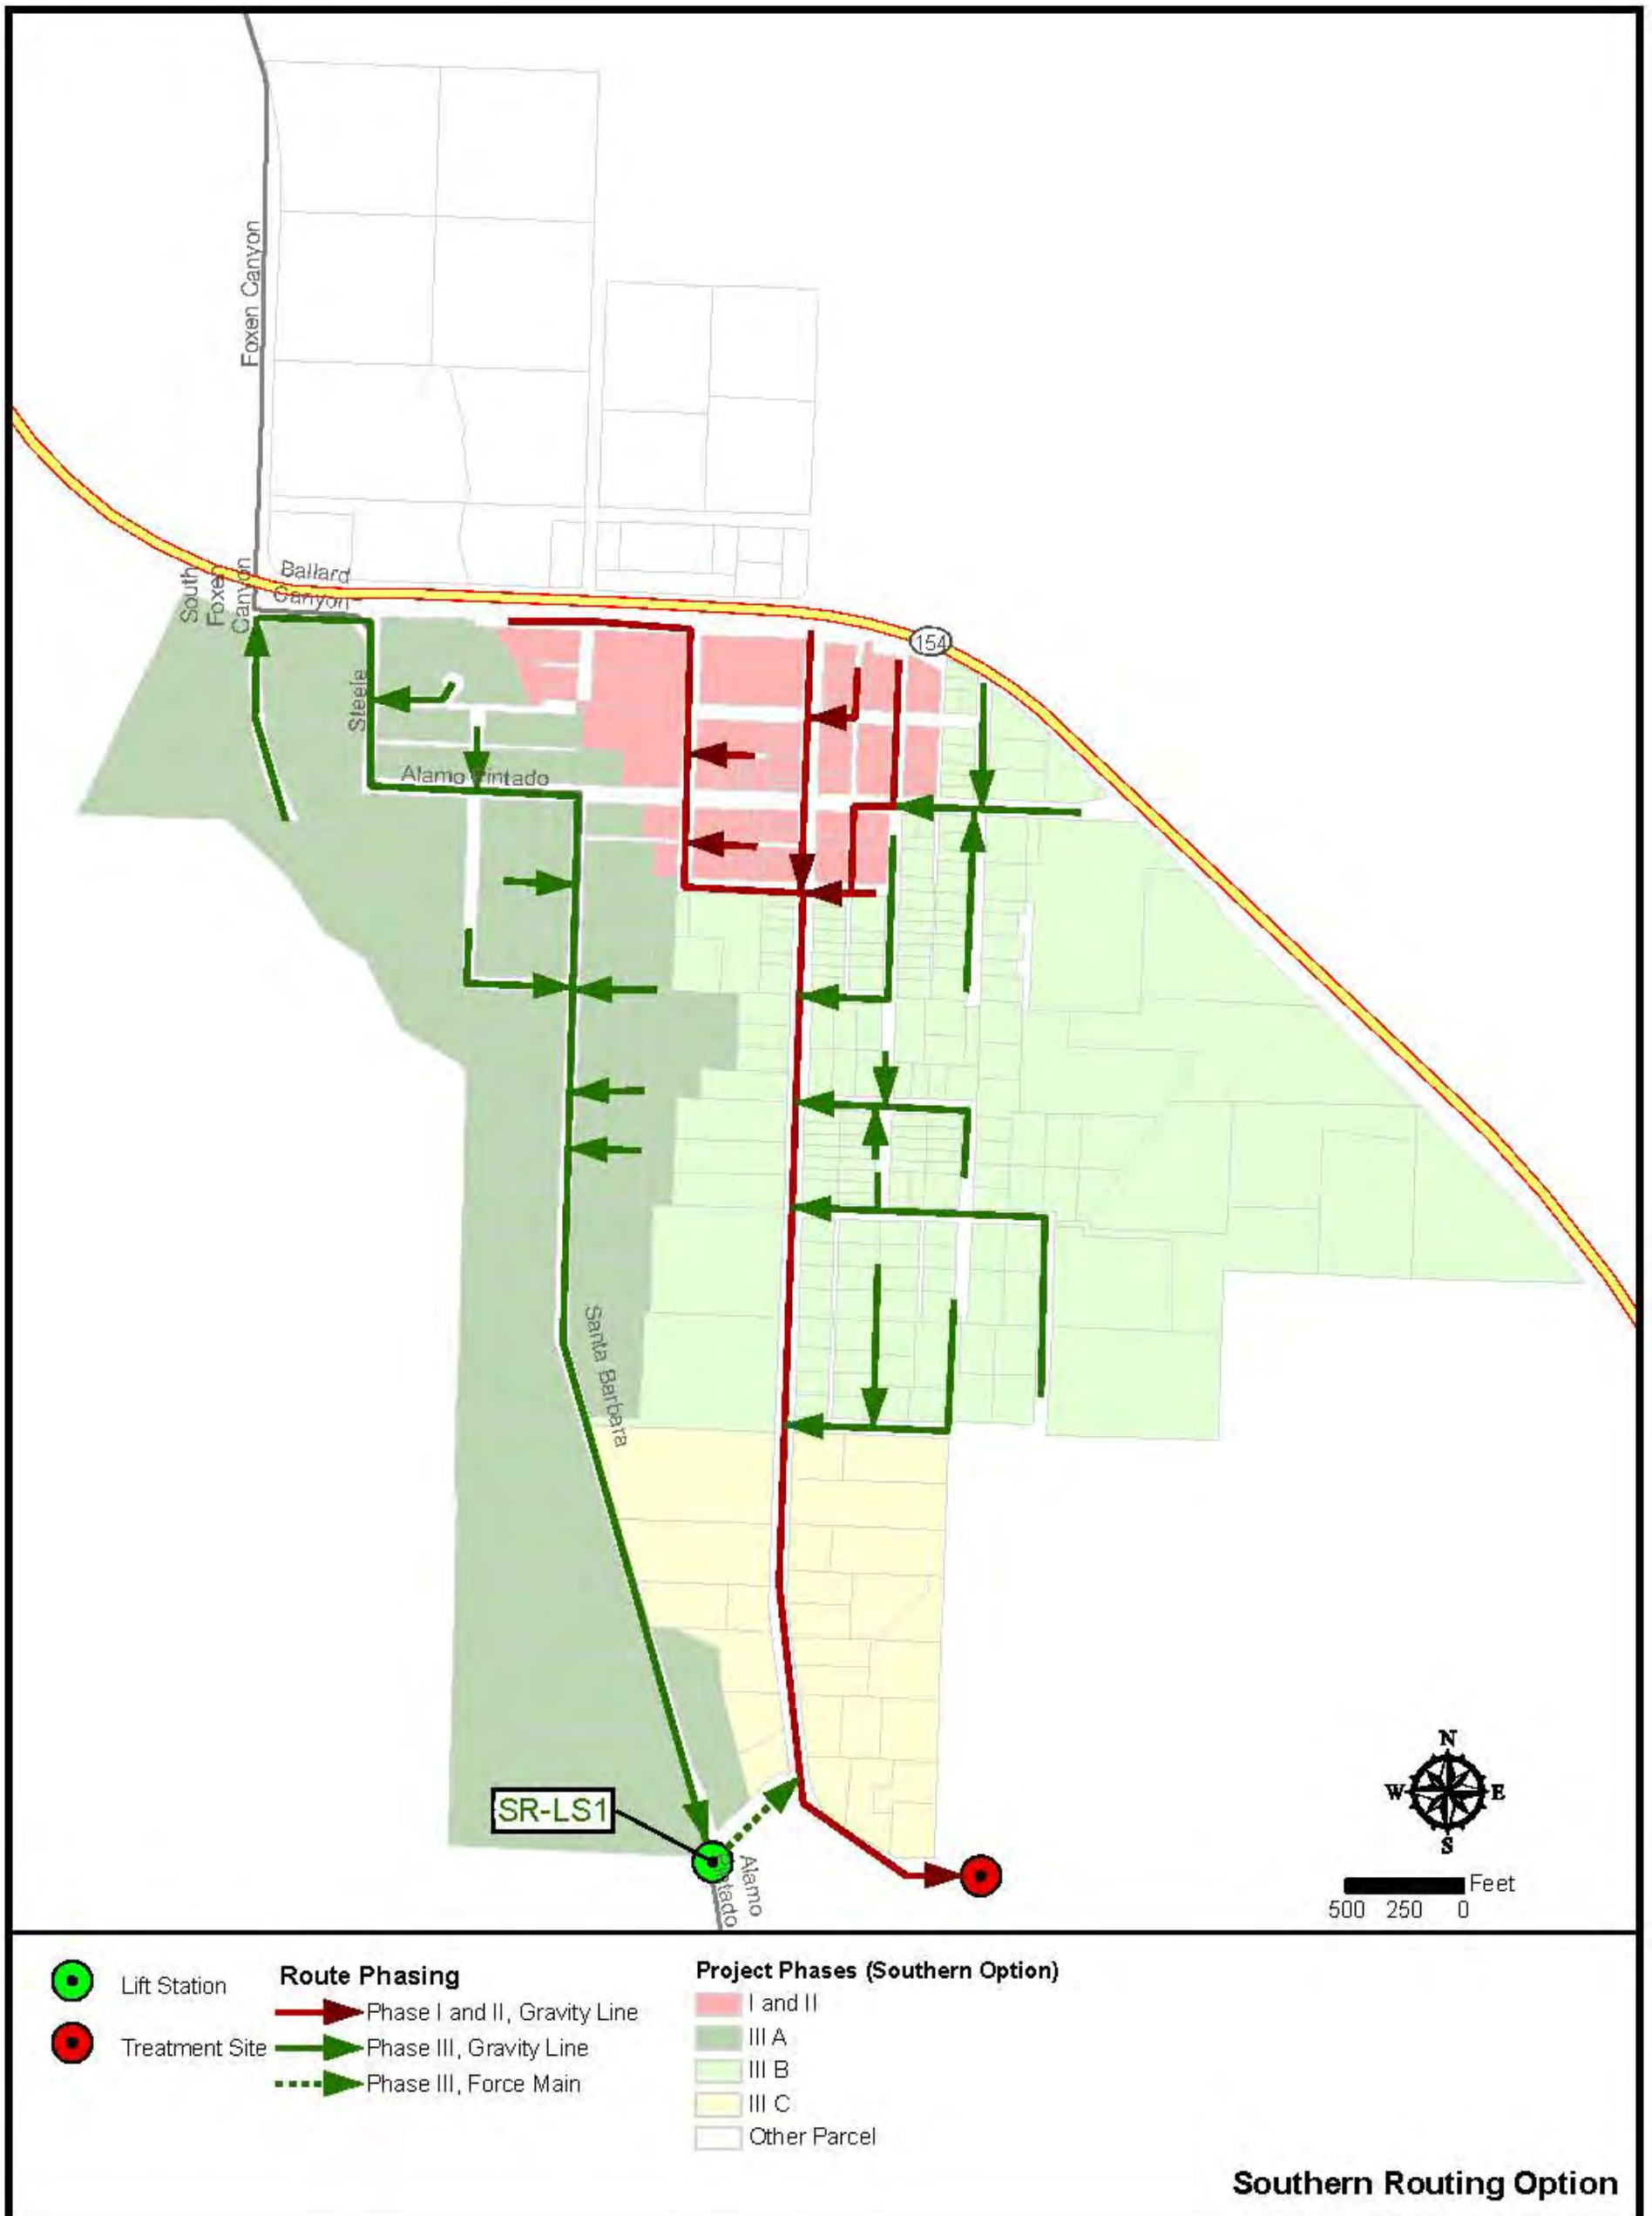 Foxen Canyon
South
Foxen
Canyon
Ballard
Canyon
154
Steele
Alamo Pintado
Santa Barbara
SR-LS1
Alamo
Pintado
N
W E
S
Feet
500 250 0
Lift Station
Treatment Site
Route Phasing
Phase I and II, Gravity Line
Phase III, Gravity Line
Phase III, Force Main
Project Phases (Southern Option)
I and II
III A
III B
III C
Other Parcel
Southern Routing Option